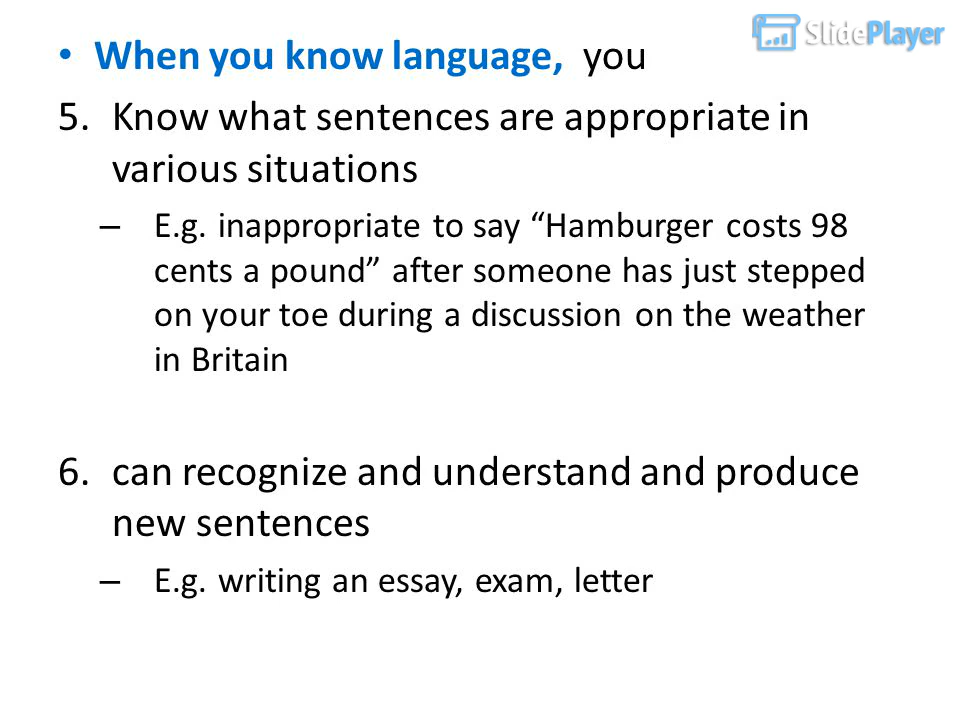 SlidePlayer
• When you know language, you
5. Know what sentences are appropriate in
various situations
– E.g. inappropriate to say “Hamburger costs 98
cents a pound” after someone has just stepped
on your toe during a discussion on the weather
in Britain
6. can recognize and understand and produce
new sentences
– E.g. writing an essay, exam, letter